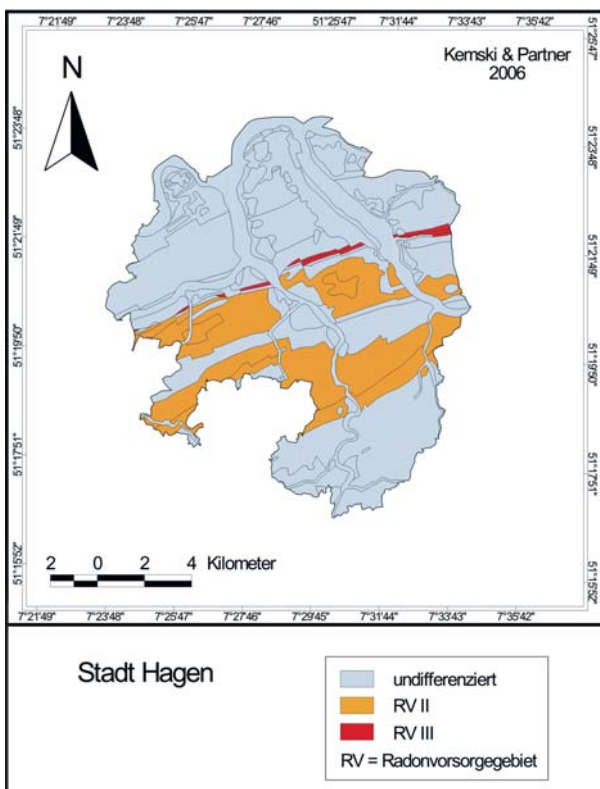 7°21'49" 7°23'48" 7°25'47" 7°27'46" 51°25'47" 7°31'44" 7°33'43" 7°35'42"
51°25'47"
Kemski & Partner
2006
N
51°23'48" 51°23'48"
51°21'49" 51°21'49"
51°19'50" 51°19'50"
51°17'51" 51°17'51"
2 0 2 4 Kilometer
51°15'52" 51°15'52"
7°21'49" 7°23'48" 7°25'47" 7°27'46" 7°29'45" 7°31'44" 7°33'43" 7°35'42"
Stadt Hagen
undifferenziert
RV II
RV III
RV = Radonvorsorgegebiet